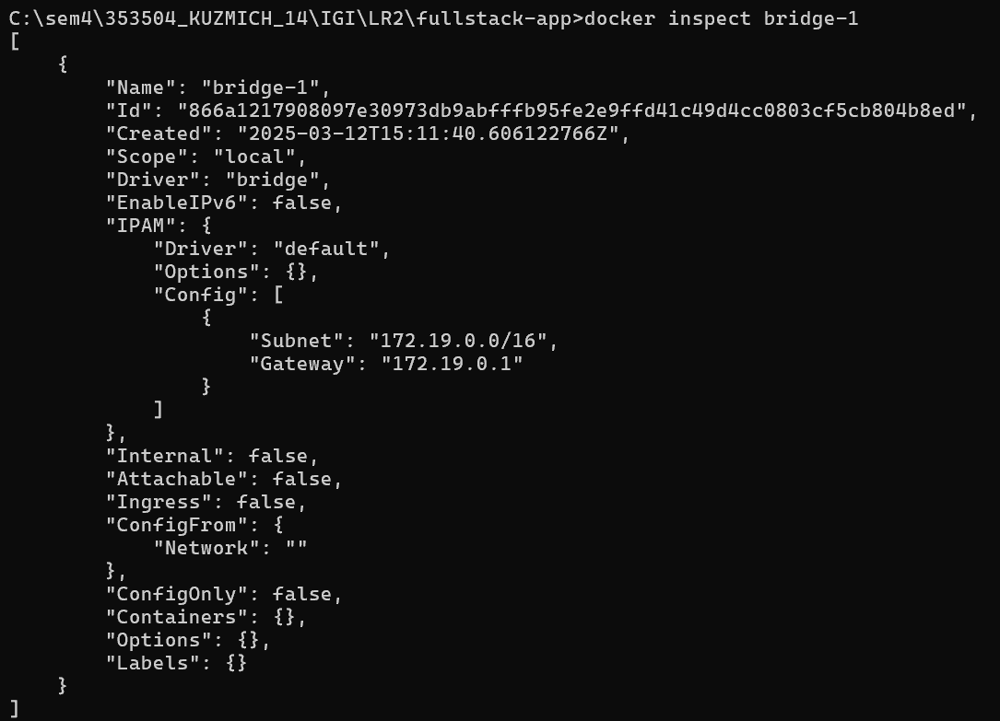 C:\sem4\353504_KUZMICH_14\IGI\LR2\fullstack-app>docker inspect bridge-1
[
    {
        "Name": "bridge-1",
        "Id": "866a1217908097e30973db9abfffb95fe2e9ffd41c49d4cc0803cf5cb804b8ed",
        "Created": "2025-03-12T15:11:40.606122766Z",
        "Scope": "local",
        "Driver": "bridge",
        "EnableIPv6": false,
        "IPAM": {
            "Driver": "default",
            "Options": {},
            "Config": [
                {
                    "Subnet": "172.19.0.0/16",
                    "Gateway": "172.19.0.1"
                }
            ]
        },
        "Internal": false,
        "Attachable": false,
        "Ingress": false,
        "ConfigFrom": {
            "Network": ""
        },
        "ConfigOnly": false,
        "Containers": {},
        "Options": {},
        "Labels": {}
    }
]